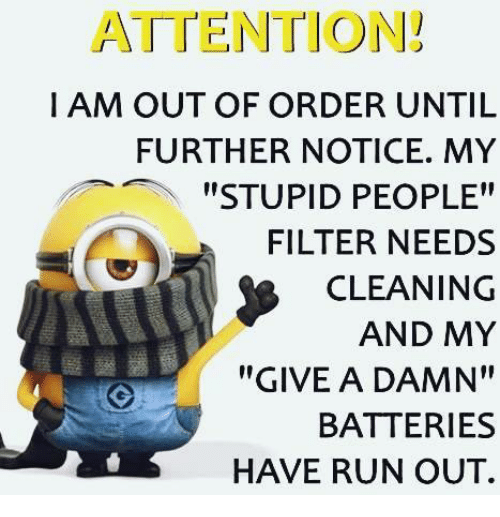 ATTENTION!
I AM OUT OF ORDER UNTIL
FURTHER NOTICE. MY
"STUPID PEOPLE"
FILTER NEEDS
CLEANING
AND MY
"GIVE A DAMN"
BATTERIES
HAVE RUN OUT.